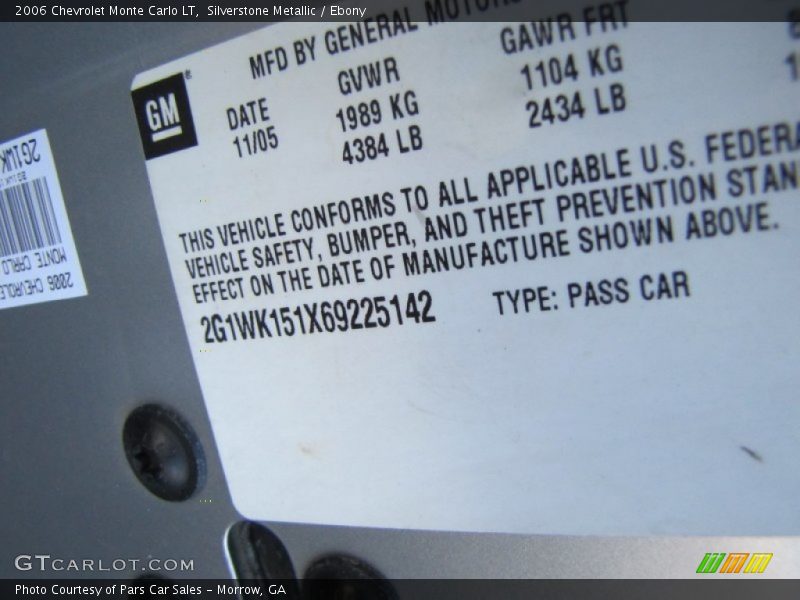 2006 Chevrolet Monte Carlo LT, Silverstone Metallic / Ebony
MFD BY GENERAL MOTORS
GM
DATE GVWR GAWR FRT
11/05 1989 KG 1104 KG
4384 LB 2434 LB
THIS VEHICLE CONFORMS TO ALL APPLICABLE U.S. FEDERA
VEHICLE SAFETY, BUMPER, AND THEFT PREVENTION STAN
EFFECT ON THE DATE OF MANUFACTURE SHOWN ABOVE.
2G1WK151X69225142 TYPE: PASS CAR
2G1WK
MONTE CARLO
2006 CHEVROLE
GTCARLOT.COM
Photo Courtesy of Pars Car Sales - Morrow, GA